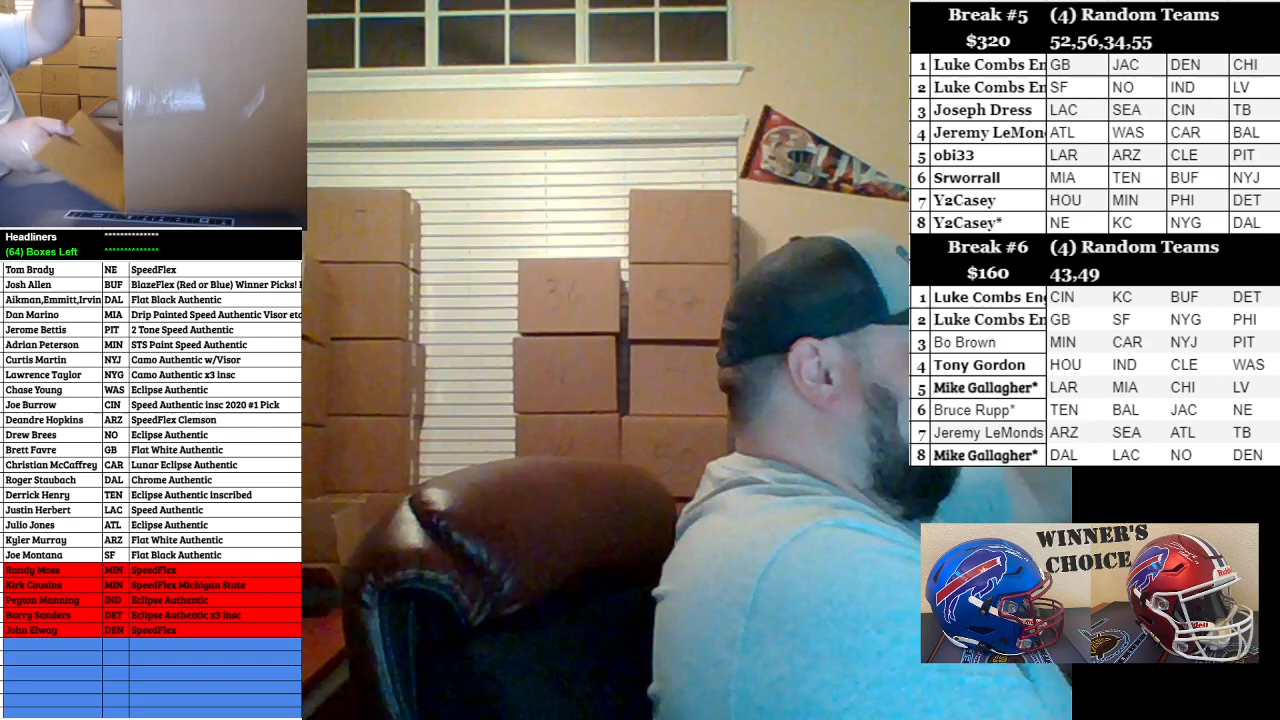 Headliners **************
(64) Boxes Left **************
Tom Brady NE SpeedFlex
Josh Allen BUF BlazeFlex (Red or Blue) Winner Picks!
Aikman,Emmitt,Irvin DAL Flat Black Authentic
Dan Marino MIA Drip Painted Speed Authentic Visor etc
Jerome Bettis PIT 2 Tone Speed Authentic
Adrian Peterson MIN STS Paint Speed Authentic
Curtis Martin NYJ Camo Authentic w/Visor
Lawrence Taylor NYG Camo Authentic x3 insc
Chase Young WAS Eclipse Authentic
Joe Burrow CIN Speed Authentic insc 2020 #1 Pick
Deandre Hopkins ARZ SpeedFlex Clemson
Drew Brees NO Eclipse Authentic
Brett Favre GB Flat White Authentic
Christian McCaffrey CAR Lunar Eclipse Authentic
Roger Staubach DAL Chrome Authentic
Derrick Henry TEN Eclipse Authentic inscribed
Justin Herbert LAC Speed Authentic
Julio Jones ATL Eclipse Authentic
Kyler Murray ARZ Flat White Authentic
Joe Montana SF Flat Black Authentic
Randy Moss MIN SpeedFlex
Kirk Cousins MIN SpeedFlex Michigan State
Peyton Manning IND Eclipse Authentic
Barry Sanders DET Eclipse Authentic x3 insc
John Elway DEN SpeedFlex
Break #5 (4) Random Teams
$320 52,56,34,55
1 Luke Combs En GB JAC DEN CHI
2 Luke Combs En SF NO IND LV
3 Joseph Dress LAC SEA CIN TB
4 Jeremy LeMon ATL WAS CAR BAL
5 obi33 LAR ARZ CLE PIT
6 Srworrall MIA TEN BUF NYJ
7 Y2Casey HOU MIN PHI DET
8 Y2Casey* NE KC NYG DAL
Break #6 (4) Random Teams
$160 43,49
1 Luke Combs En CIN KC BUF DET
2 Luke Combs En GB SF NYG PHI
3 Bo Brown MIN CAR NYJ PIT
4 Tony Gordon HOU IND CLE WAS
5 Mike Gallagher* LAR MIA CHI LV
6 Bruce Rupp* TEN BAL JAC NE
7 Jeremy LeMonds ARZ SEA ATL TB
8 Mike Gallagher* DAL LAC NO DEN
WINNER'S
CHOICE